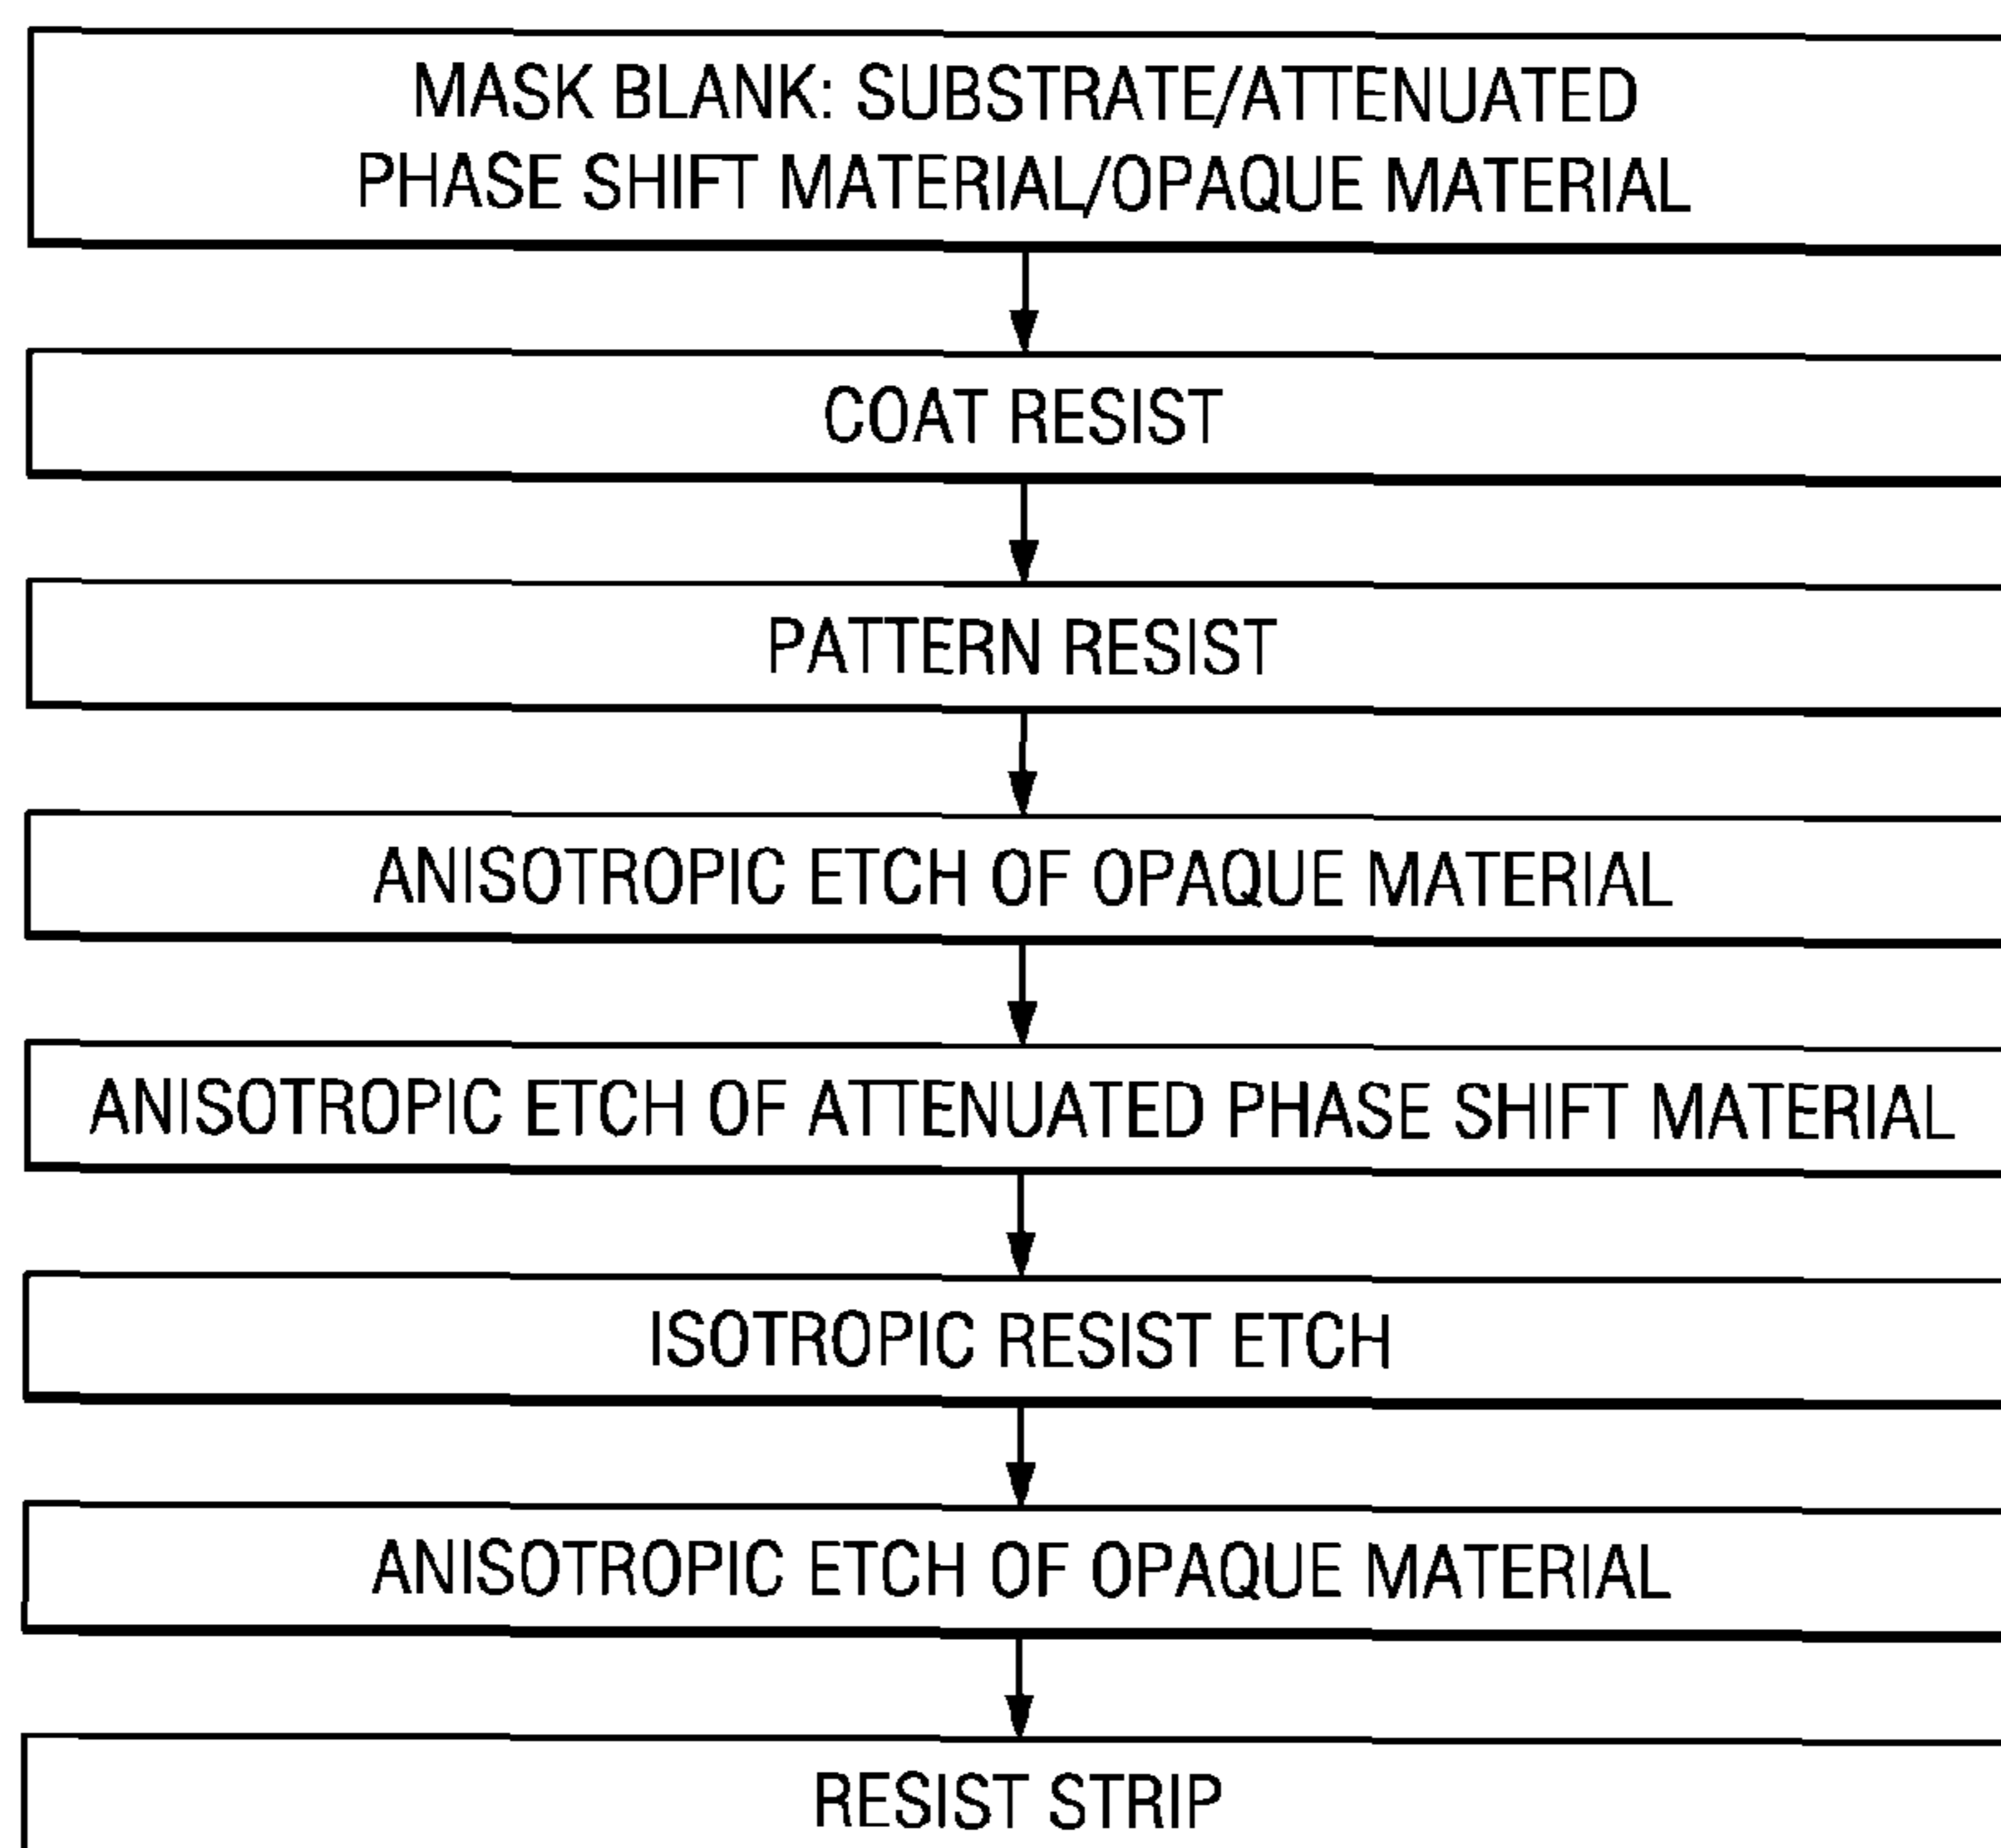 MASK BLANK: SUBSTRATE/ATTENUATED
PHASE SHIFT MATERIAL/OPAQUE MATERIAL
COAT RESIST
PATTERN RESIST
ANISOTROPIC ETCH OF OPAQUE MATERIAL
ANISOTROPIC ETCH OF ATTENUATED PHASE SHIFT MATERIAL
ISOTROPIC RESIST ETCH
ANISOTROPIC ETCH OF OPAQUE MATERIAL
RESIST STRIP